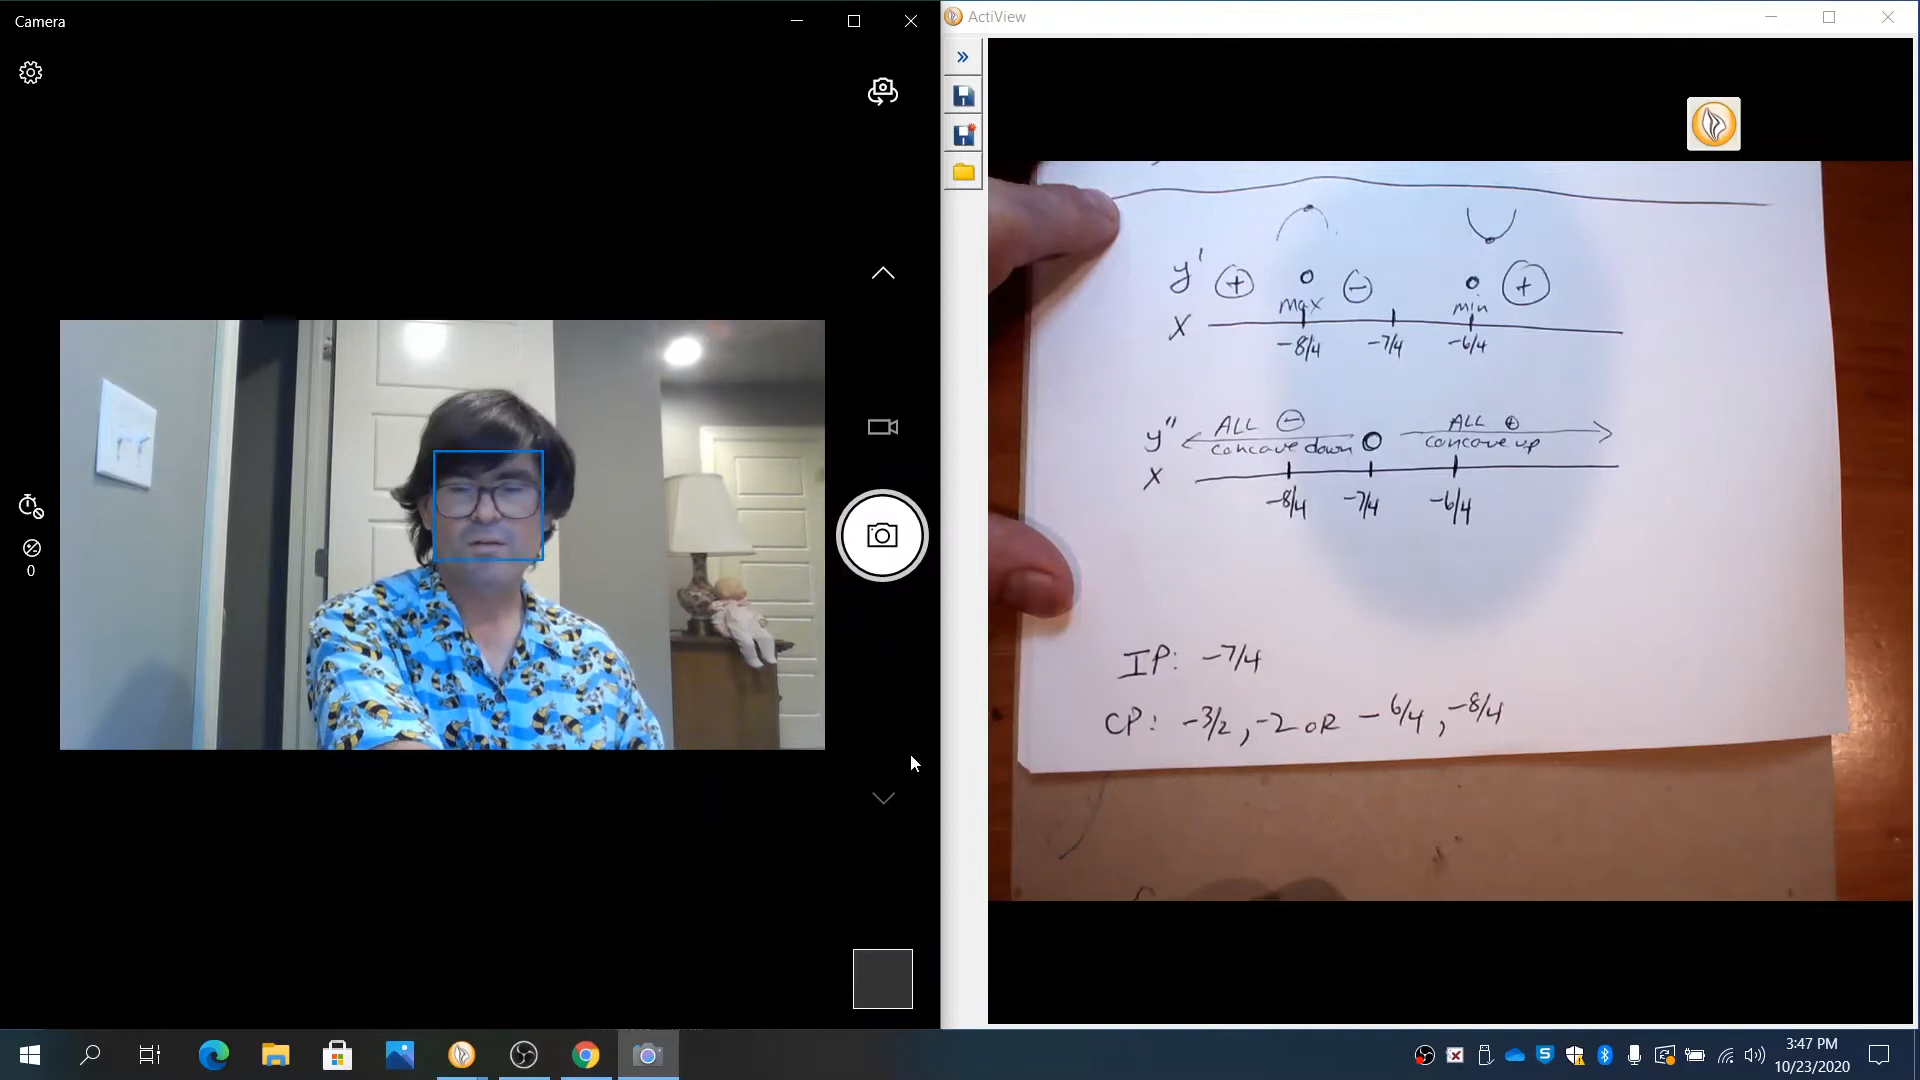 Camera
ActiView
0
y' + 0 - 0 +
max min
X
-8/4 -7/4 -6/4
y" ALL - 0 ALL +
concave down concave up
X
-8/4 -7/4 -6/4
IP: -7/4
CP: -3/2, -2 OR -6/4, -8/4
3:47 PM
10/23/2020